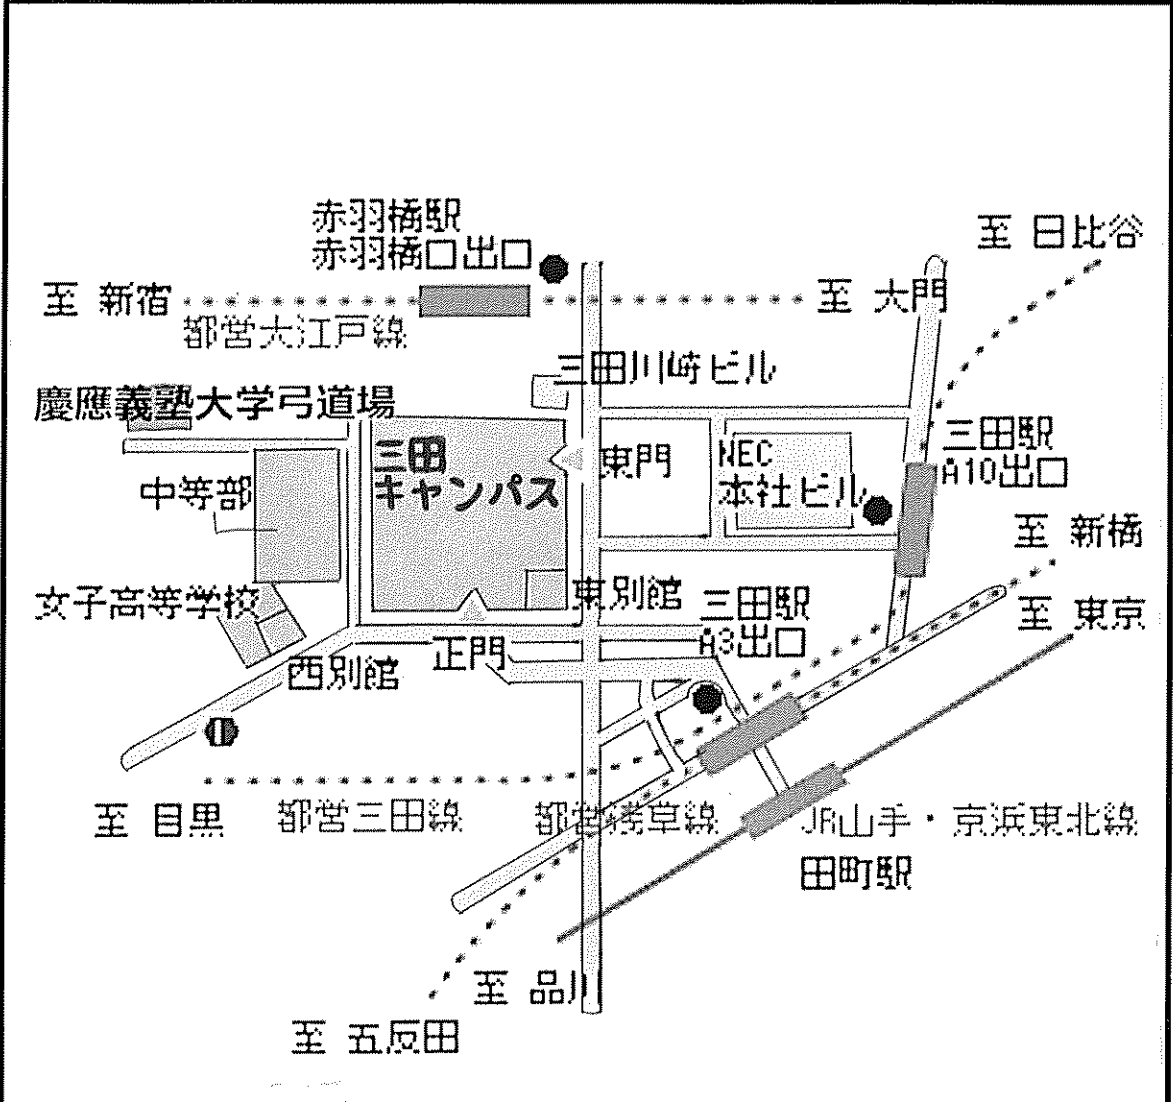 赤羽橋駅
赤羽橋口出口
至 日比谷
至 新宿
至 大門
都営大江戸線
三田川崎ビル
慶應義塾大学弓道場
三田駅
A10出口
三田
キャンパス
東門
NEC
本社ビル
中等部
至 新橋
女子高等学校
東別館
三田駅
A3出口
至 東京
正門
西別館
至 目黒
都営三田線
都営浅草線
JR山手・京浜東北線
田町駅
至 品川
至 五反田